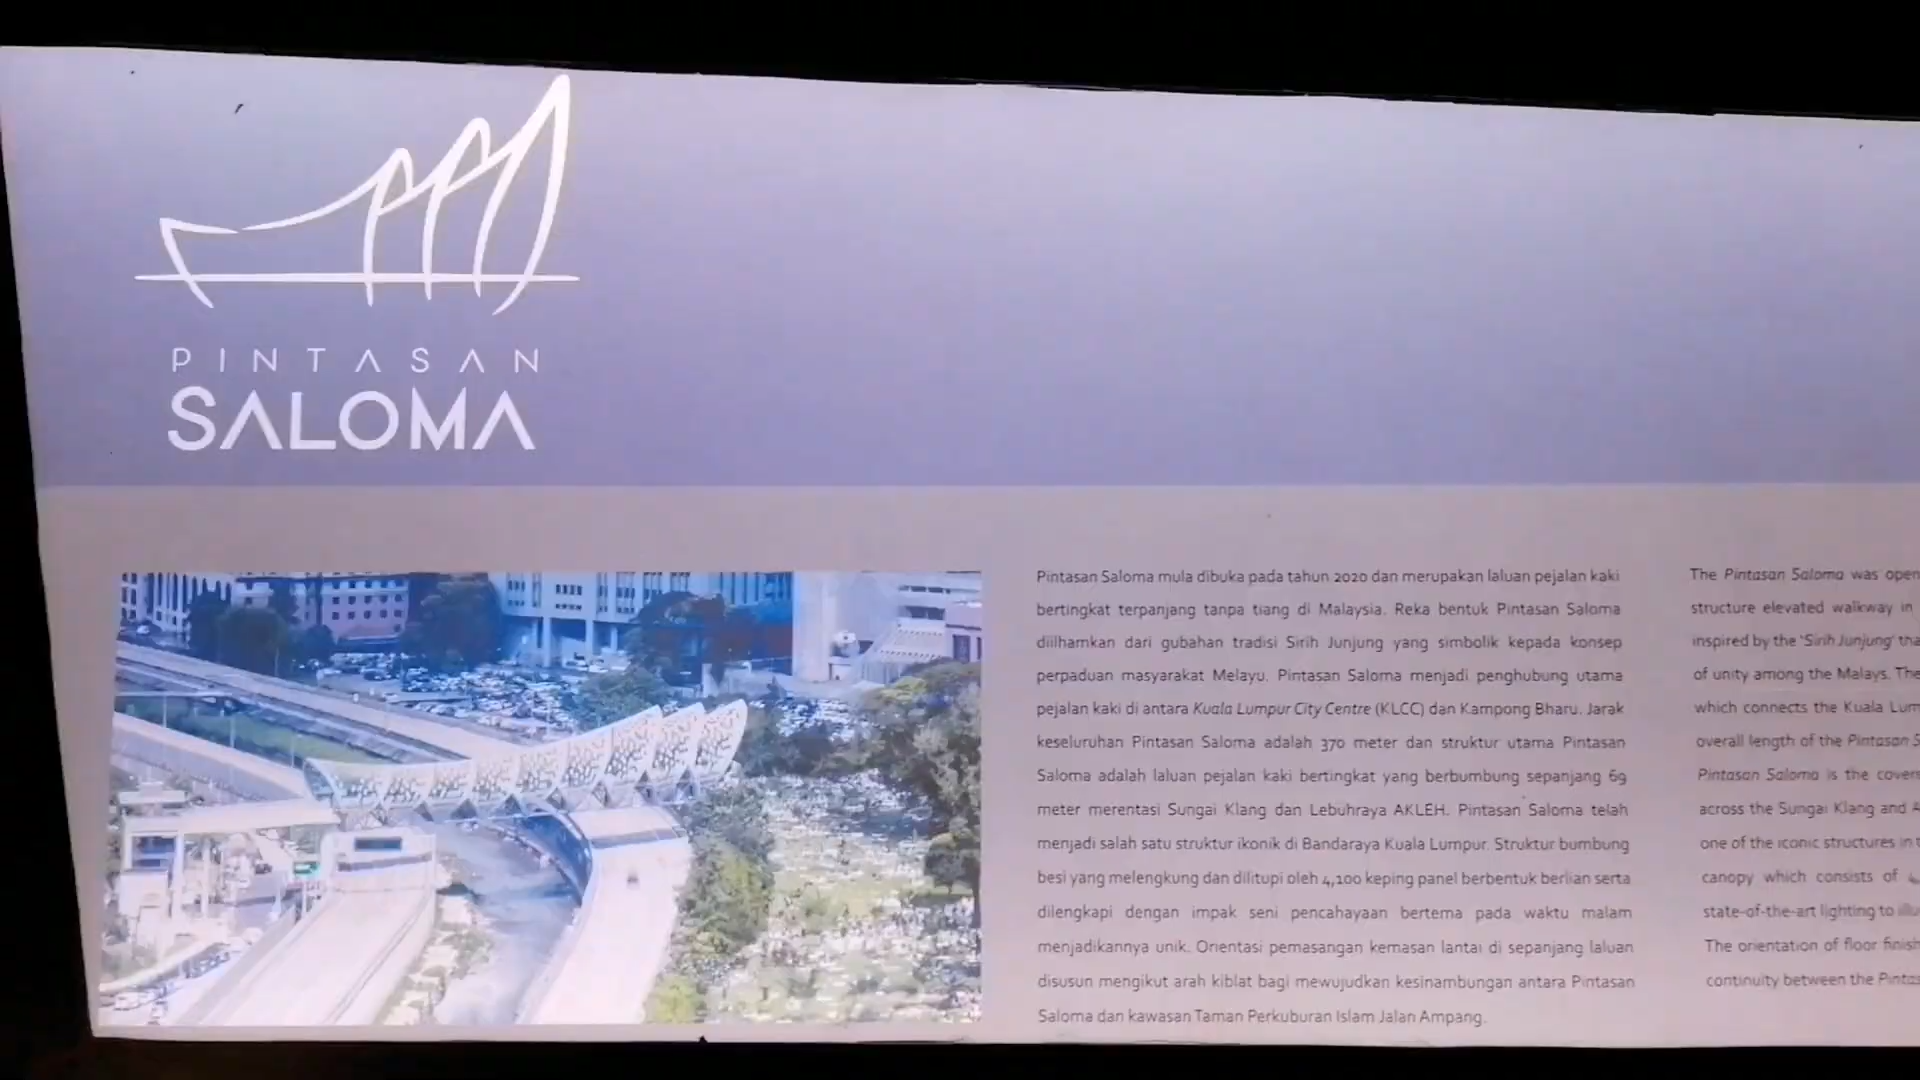 PINTASAN
SALOMA
Pintasan Saloma mula dibuka pada tahun 2020 dan merupakan laluan pejalan kaki
bertingkat terpanjang tanpa tiang di Malaysia. Reka bentuk Pintasan Saloma
diilhamkan dari gubahan tradisi Sirih Junjung yang simbolik kepada konsep
perpaduan masyarakat Melayu. Pintasan Saloma menjadi penghubung utama
pejalan kaki di antara Kuala Lumpur City Centre (KLCC) dan Kampong Bharu. Jarak
keseluruhan Pintasan Saloma adalah 370 meter dan struktur utama Pintasan
Saloma adalah laluan pejalan kaki bertingkat yang berbumbung sepanjang 69
meter merentasi Sungai Klang dan Lebuhraya AKLEH. Pintasan Saloma telah
menjadi salah satu struktur ikonik di Bandaraya Kuala Lumpur. Struktur bumbung
besi yang melengkung dan dilitupi oleh 4,100 keping panel berbentuk berlian serta
dilengkapi dengan impak seni pencahayaan bertema pada waktu malam
menjadikannya unik. Orientasi pemasangan kemasan lantai di sepanjang laluan
disusun mengikut arah kiblat bagi mewujudkan kesinambungan antara Pintasan
Saloma dan kawasan Taman Perkuburan Islam Jalan Ampang.
The Pintasan Saloma was open
structure elevated walkway in
inspired by the 'Sirih Junjung' tha
of unity among the Malays. The
which connects the Kuala Lum
overall length of the Pintasan S
Pintasan Saloma is the cover
across the Sungai Klang and A
one of the iconic structures in
canopy which consists of
state-of-the-art lighting to illu
The orientation of floor finish
continuity between the Pintas